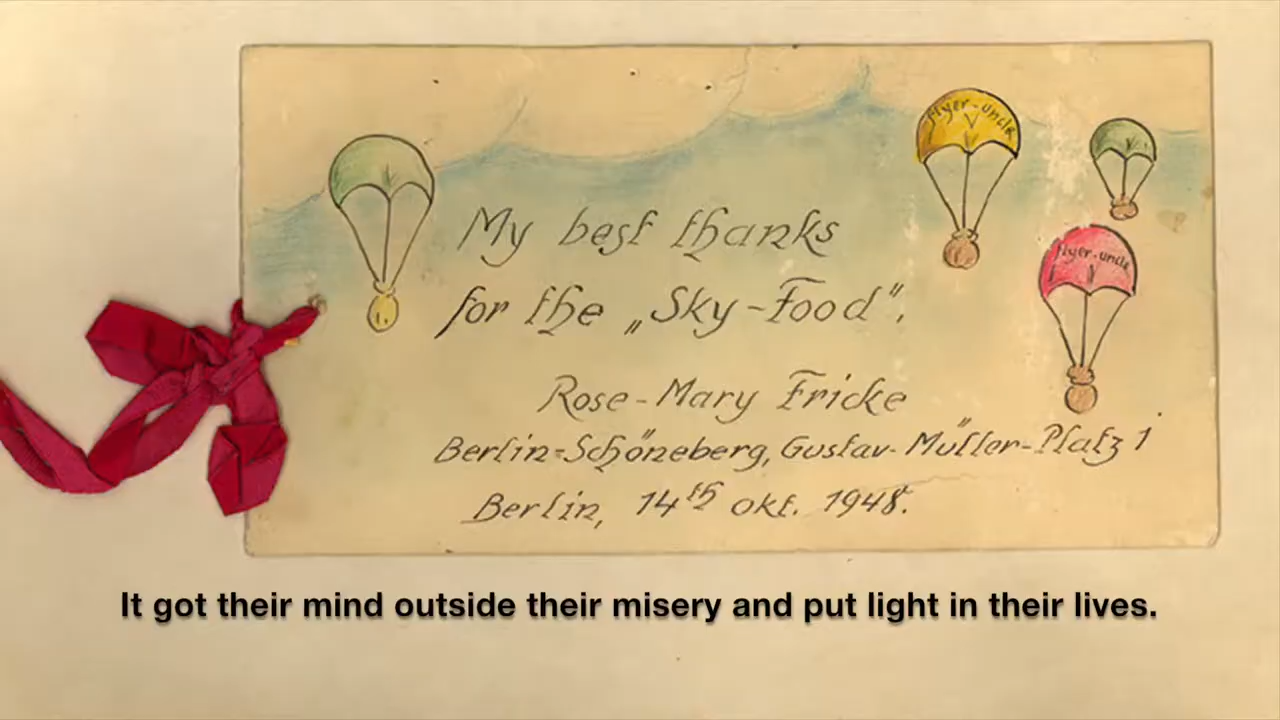 flyer-uncle
flyer-uncle
My best thanks
for the „Sky-Food“.
Rose-Mary Fricke
Berlin=Schöneberg, Gustav-Müller-Platz 1
Berlin, 14th Okt. 1948.
It got their mind outside their misery and put light in their lives.